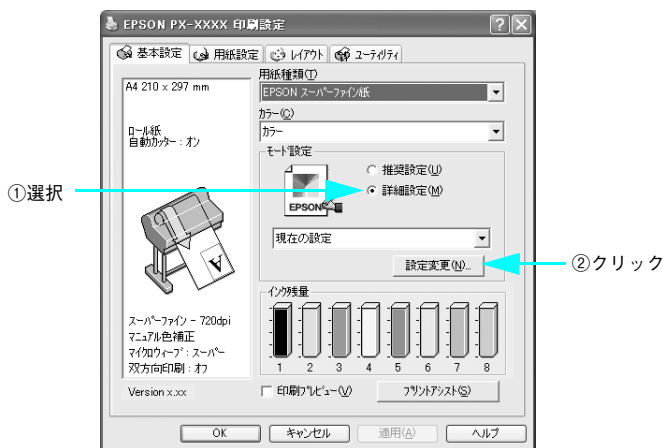 EPSON PX-XXXX 印刷設定
基本設定 用紙設定 レイアウト ユーティリティ
A4 210 x 297 mm
ロール紙
自動カッター : オン
A
スーパーファイン - 720dpi
マニュアル色補正
マイクロウィーブ : スーパー
双方向印刷 : オフ
Version x.xx
用紙種類(T)
EPSON スーパーファイン紙
カラー(C)
カラー
モード設定
EPSON
推奨設定(U)
詳細設定(M)
現在の設定
設定変更(N)...
インク残量
1 2 3 4 5 6 7 8
印刷プレビュー(V)
プリントアシスト(S)
OK キャンセル 適用(A) ヘルプ
①選択
②クリック